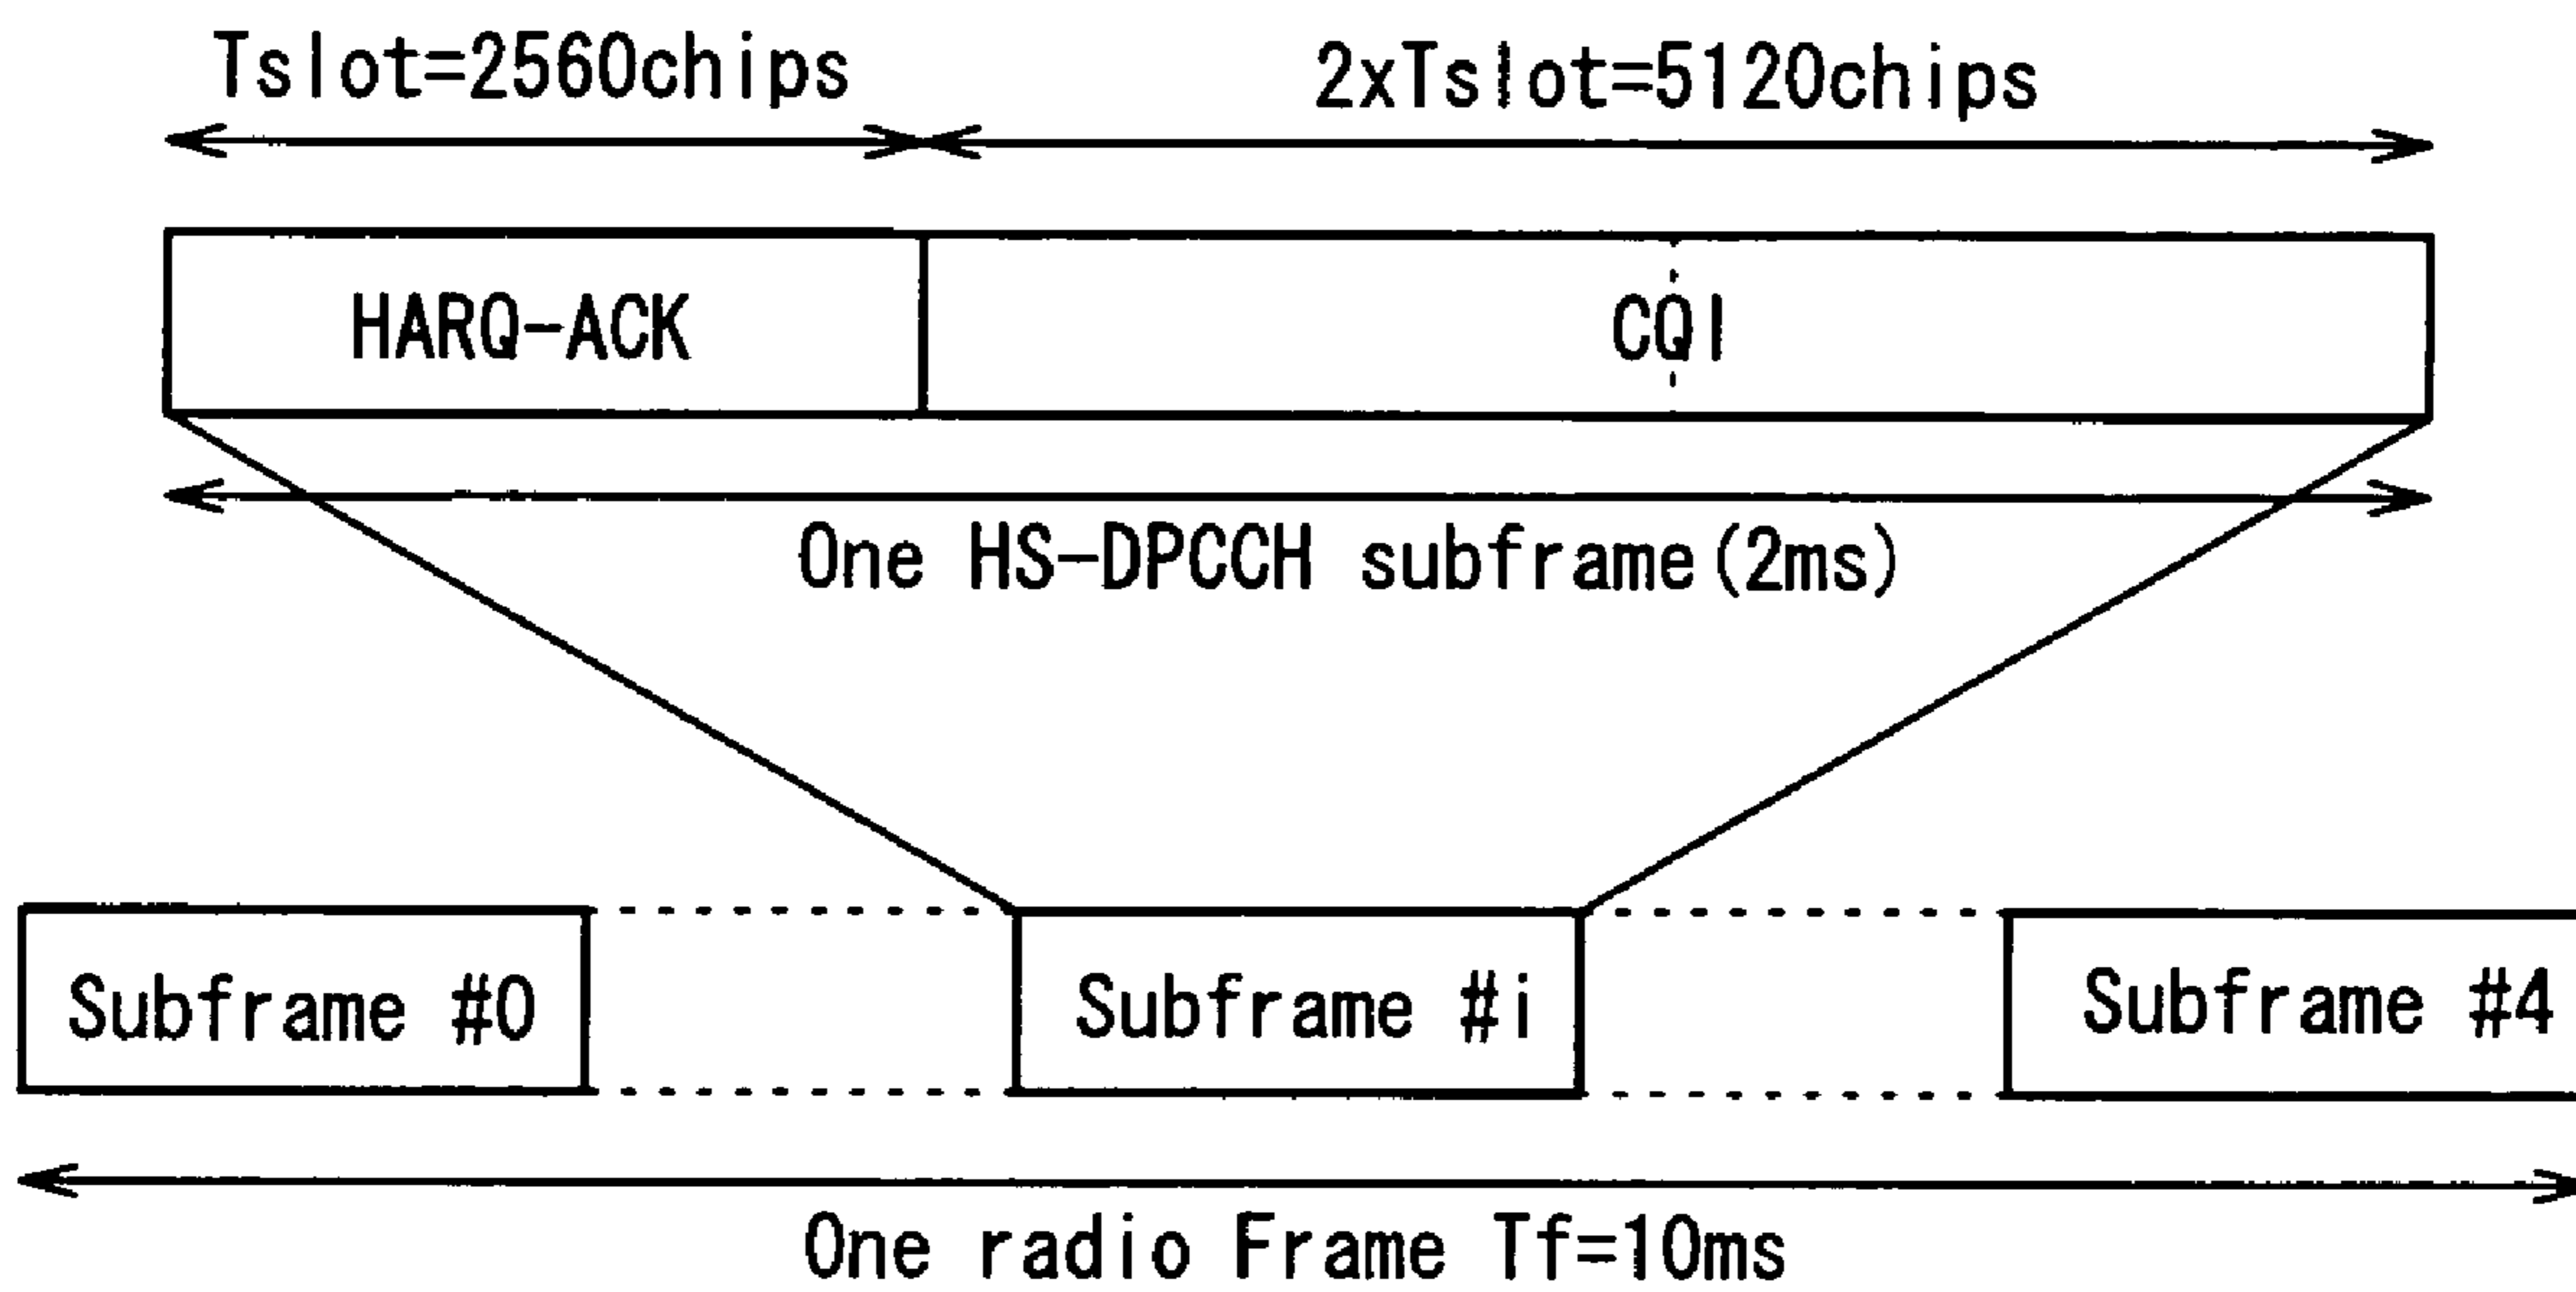 Tslot=2560chips 2xTslot=5120chips
HARQ-ACK CQI
One HS-DPCCH subframe(2ms)
Subframe #0 Subframe #i Subframe #4
One radio Frame Tf=10ms